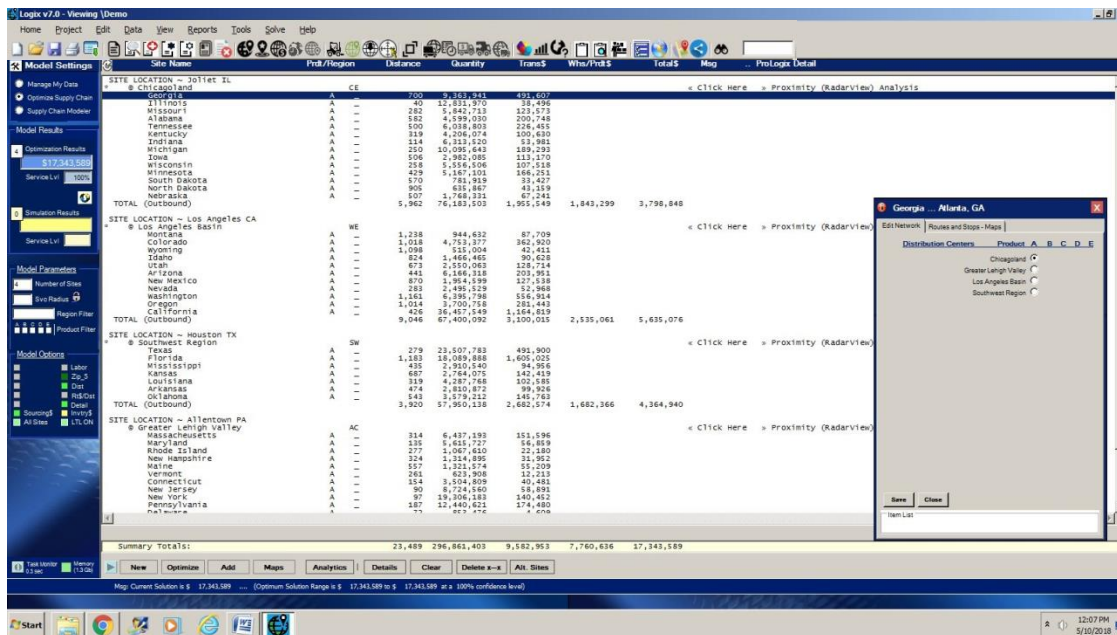 Logix v7.0 - Viewing \Demo
Home Project Edit Data View Reports Tools Solve Help
Model Settings
Site Name Prdt/Region Distance Quantity Trans$ Whs/Prdt$ Total$ Msg ... ProLogix Detail
Manage My Data
Optimize Supply Chain
Supply Chain Modeler
Model Results
4 Optimization Results
$17,343,589
Service Lvl 100%
0 Simulation Results
Service Lvl
Model Parameters
4 Number of Sites
Svo Radius
Region Filter
A B C D E
Product Filter
Model Options
Labor
Zip_5
Dist
Rt$/Dst
Detail
Sourcing$ Invtry$
All Sites LTL ON
Task Monitor
0.3 sec
Memory
(1.3 Gb)
SITE LOCATION ~ Joliet IL
Chicagoland CE < Click Here > Proximity (RadarView) Analysis
Georgia A _ 700 9,363,941 491,607
Illinois A _ 40 12,831,970 38,496
Missouri A _ 282 5,842,713 123,573
Alabama A _ 582 4,599,030 200,748
Tennessee A _ 500 6,038,803 226,455
Kentucky A _ 319 4,206,074 100,630
Indiana A _ 114 6,313,520 53,981
Michigan A _ 250 10,095,643 189,293
Iowa A _ 506 2,982,085 113,170
Wisconsin A _ 258 5,556,506 107,518
Minnesota A _ 429 5,167,101 166,251
South Dakota A _ 570 781,919 33,427
North Dakota A _ 905 635,867 43,159
Nebraska A _ 507 1,768,331 67,241
TOTAL (Outbound) 5,962 76,183,503 1,955,549 1,843,299 3,798,848
SITE LOCATION ~ Los Angeles CA
Los Angeles Basin WE < Click Here > Proximity (RadarView)
Montana A _ 1,238 944,632 87,709
Colorado A _ 1,018 4,753,377 362,920
Wyoming A _ 1,098 515,004 42,411
Idaho A _ 824 1,466,465 90,628
Utah A _ 673 2,550,063 128,714
Arizona A _ 441 6,166,318 203,951
New Mexico A _ 870 1,954,599 127,538
Nevada A _ 283 2,495,529 52,968
Washington A _ 1,161 6,395,798 556,914
Oregon A _ 1,014 3,700,758 281,443
California A _ 426 36,457,549 1,164,819
TOTAL (Outbound) 9,046 67,400,092 3,100,015 2,535,061 5,635,076
SITE LOCATION ~ Houston TX
Southwest Region SW < Click Here > Proximity (RadarView)
Texas A _ 279 23,507,783 491,900
Florida A _ 1,183 18,089,888 1,605,025
Mississippi A _ 435 2,910,540 94,956
Kansas A _ 687 2,764,075 142,419
Louisiana A _ 319 4,287,768 102,585
Arkansas A _ 474 2,810,872 99,926
Oklahoma A _ 543 3,579,212 145,763
TOTAL (Outbound) 3,920 57,950,138 2,682,574 1,682,366 4,364,940
SITE LOCATION ~ Allentown PA
Greater Lehigh Valley AC < Click Here > Proximity (RadarView)
Massacheusetts A _ 314 6,437,193 151,596
Maryland A _ 135 5,615,727 56,859
Rhode Island A _ 277 1,067,610 22,180
New Hampshire A _ 324 1,314,895 31,952
Maine A _ 557 1,321,574 55,209
Vermont A _ 261 623,908 12,213
Connecticut A _ 154 3,504,809 40,481
New Jersey A _ 90 8,724,560 58,891
New York A _ 97 19,306,183 140,452
Pennsylvania A _ 187 12,440,621 174,480
Summary Totals: 23,489 296,861,403 9,582,953 7,760,636 17,343,589
New Optimize Add Maps Analytics Details Clear Delete x--x Alt. Sites
Msg: Current Solution is $ 17,343,589 .... (Optimum Solution Range is $ 17,343,589 to $ 17,343,589 at a 100% confidence level)
Georgia ... Atlanta, GA
Edit Network Routes and Stops - Maps
Distribution Centers Product A B C D E
Chicagoland
Greater Lehigh Valley
Los Angeles Basin
Southwest Region
Save Close
Item List
Start
12:07 PM
5/10/2018